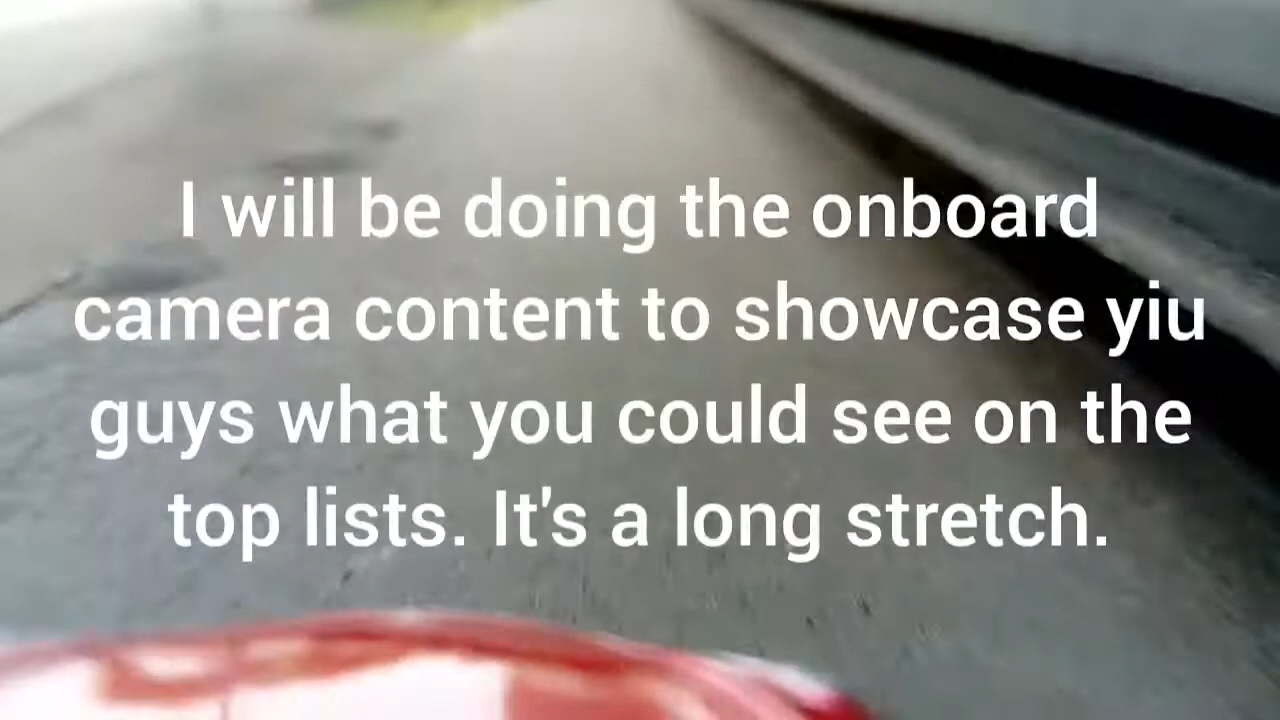 I will be doing the onboard
camera content to showcase yiu
guys what you could see on the
top lists. It's a long stretch.